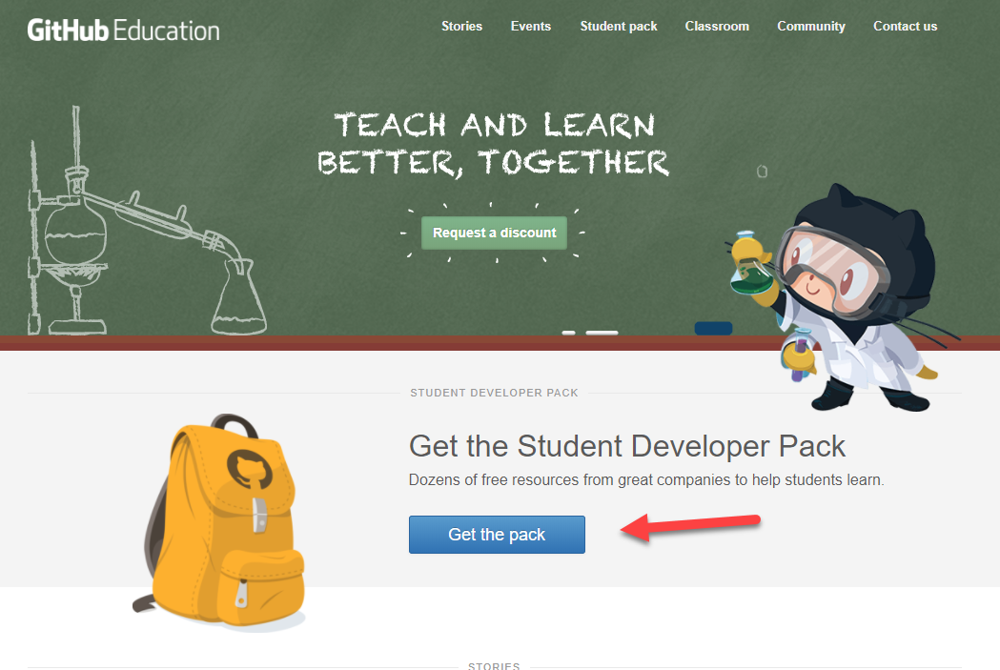 GitHub Education
Stories Events Student pack Classroom Community Contact us
TEACH AND LEARN
BETTER, TOGETHER
Request a discount
STUDENT DEVELOPER PACK
Get the Student Developer Pack
Dozens of free resources from great companies to help students learn.
Get the pack
STORIES